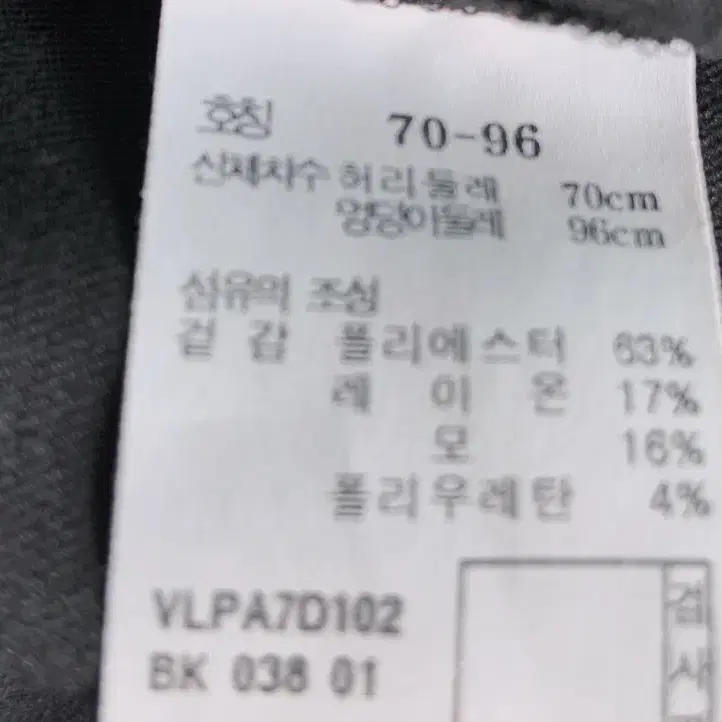 호칭 70-96
신체치수 허리둘레 70cm
엉덩이둘레 96cm
섬유의 조성
겉감 폴리에스터 63%
레이온 17%
모 16%
폴리우레탄 4%
VLPA7D102
BK 038 01
검
사